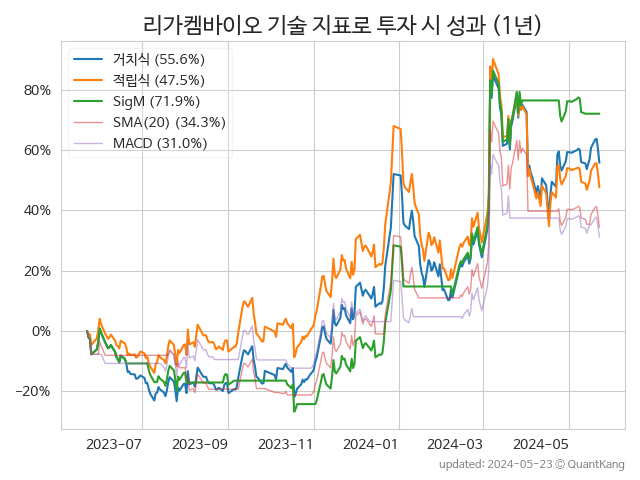 리가켐바이오 기술 지표로 투자 시 성과 (1년)
거치식 (55.6%)
적립식 (47.5%)
SigM (71.9%)
SMA(20) (34.3%)
MACD (31.0%)
80%
60%
40%
20%
0%
−20%
2023-07
2023-09
2023-11
2024-01
2024-03
2024-05
updated: 2024-05-23 ⓒ QuantKang